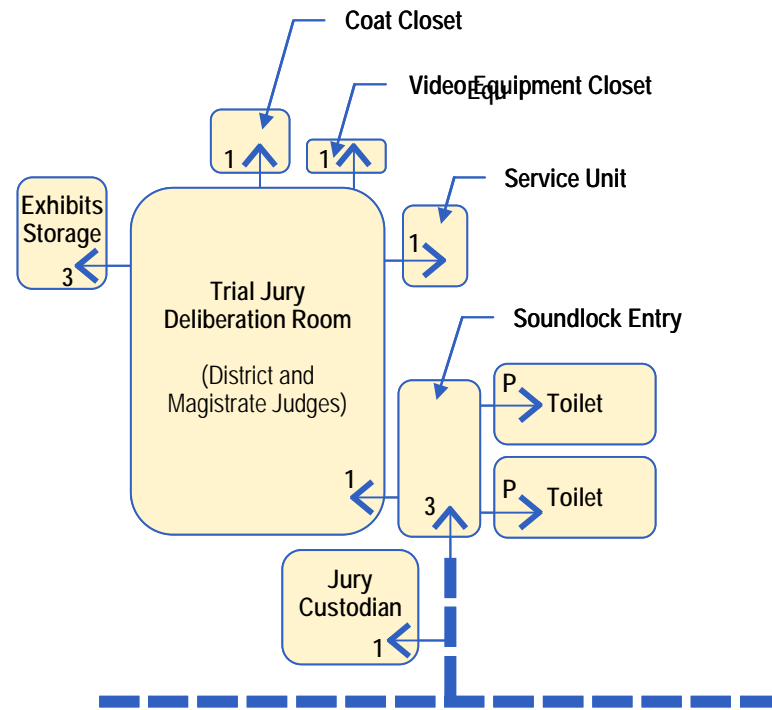 Coat Closet
Video Equipment Closet
Equ
1
1
Service Unit
Exhibits
Storage
3
1
Trial Jury
Deliberation Room
(District and
Magistrate Judges)
Soundlock Entry
P
Toilet
1
3
P
Toilet
Jury
Custodian
1